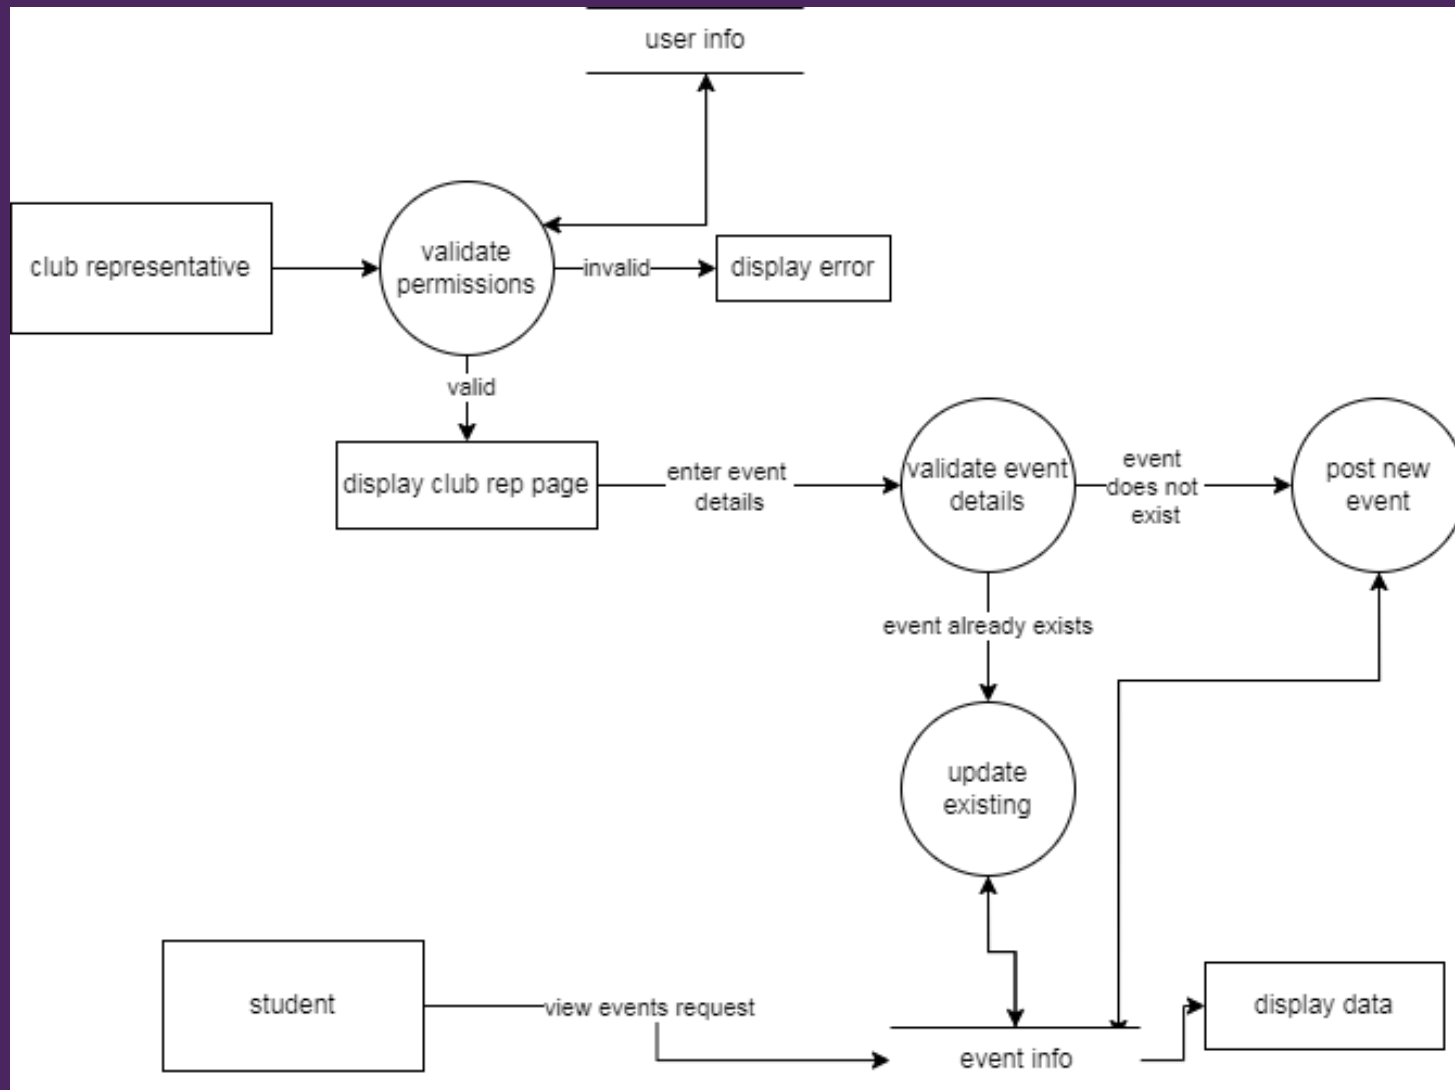 user info
club representative
validate
permissions
invalid
display error
valid
display club rep page
enter event
details
validate event
details
event
does not
exist
post new
event
event already exists
update
existing
student
view events request
event info
display data